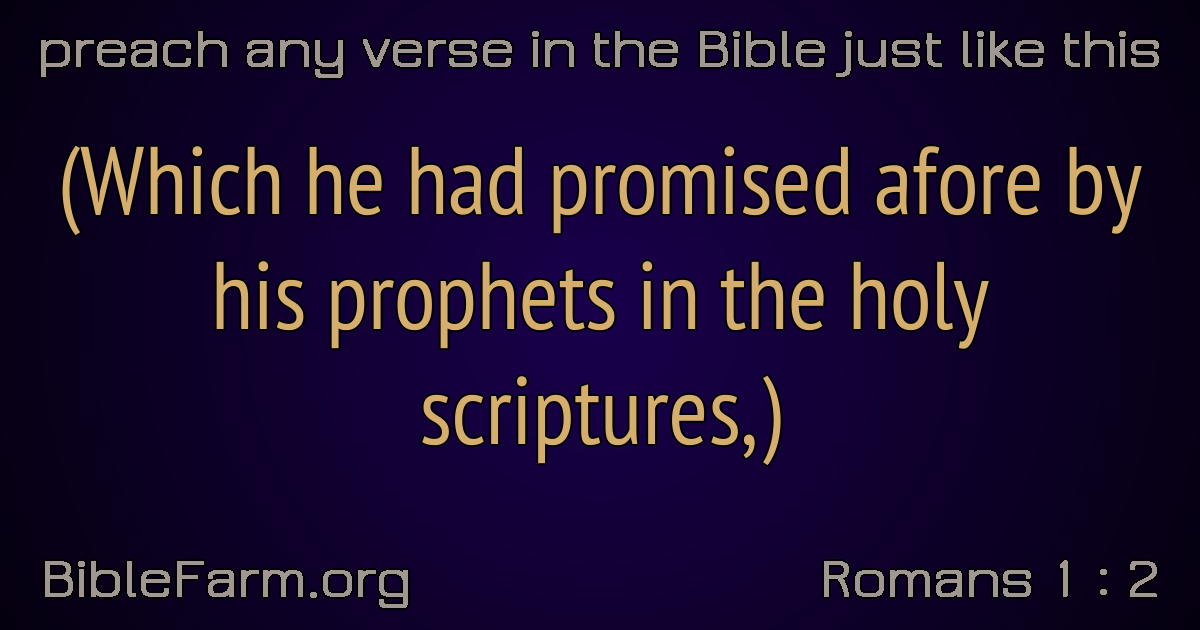 preach any verse in the Bible just like this
(Which he had promised afore by
his prophets in the holy
scriptures,)
BibleFarm.org
Romans 1 : 2